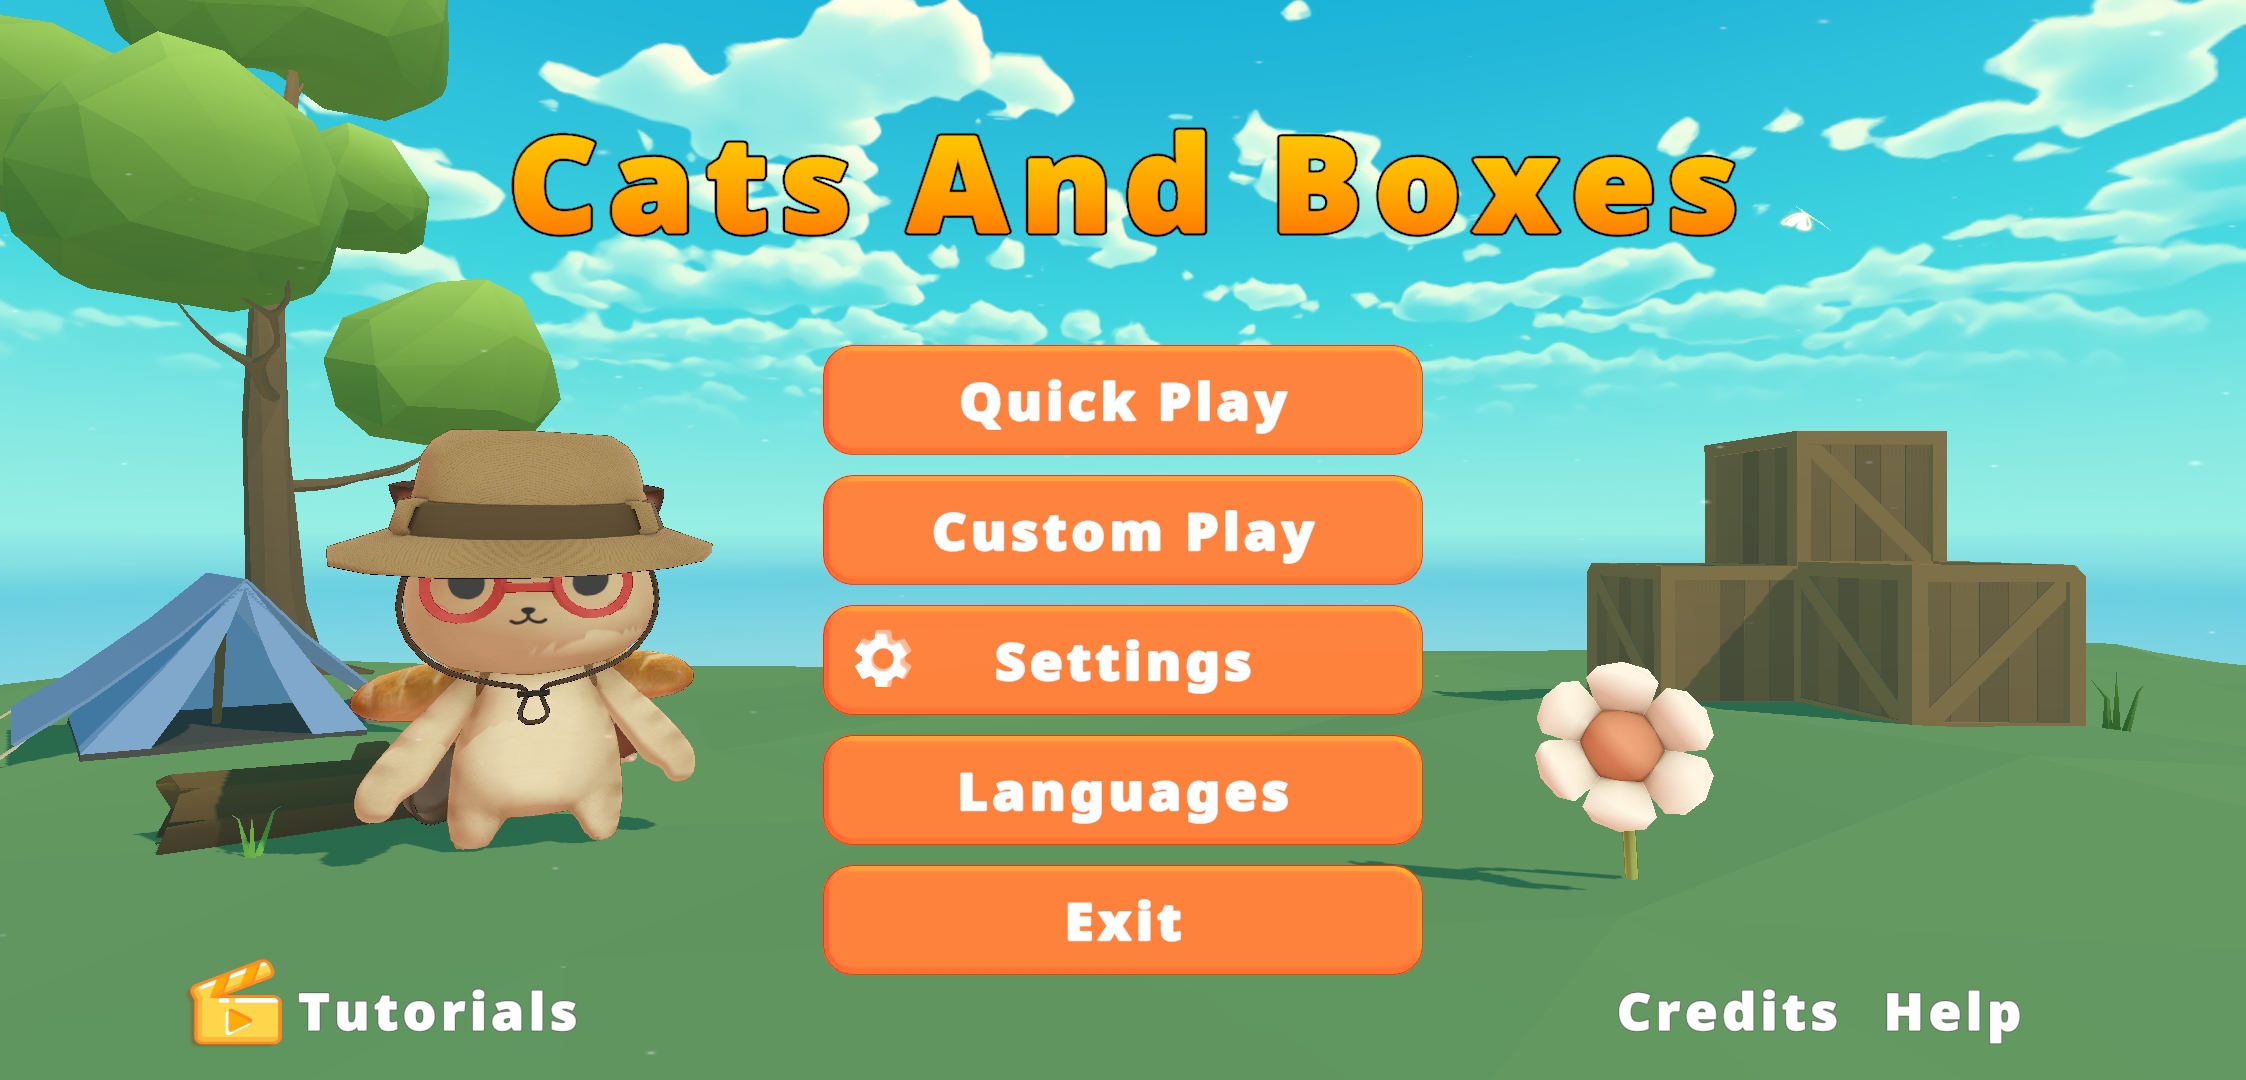 Cats And Boxes
Quick Play
Custom Play
Settings
Languages
Exit
Tutorials
Credits Help